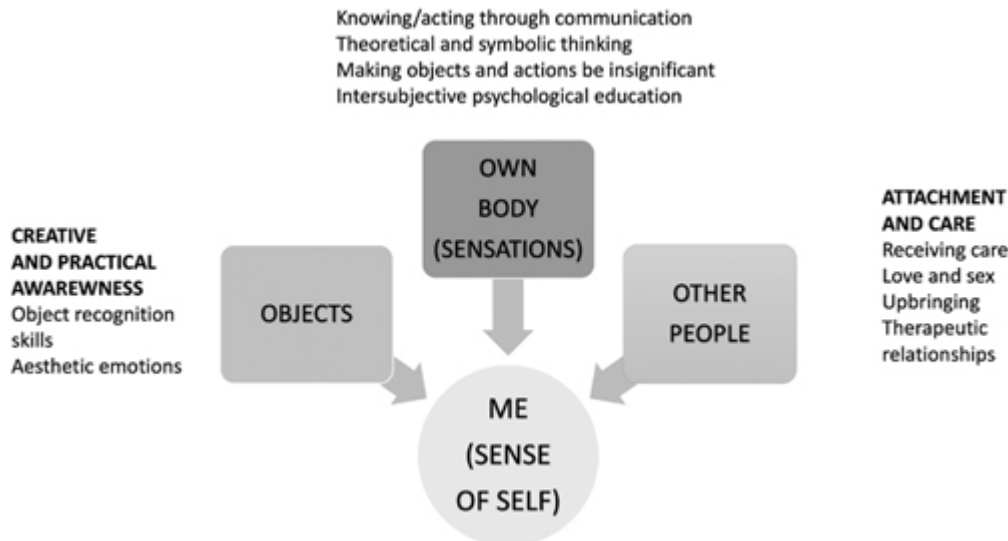 Knowing/acting through communication
Theoretical and symbolic thinking
Making objects and actions be insignificant
Intersubjective psychological education
OWN
BODY
(SENSATIONS)
CREATIVE
AND PRACTICAL
AWAREWNESS
Object recognition
skills
Aesthetic emotions
OBJECTS
OTHER
PEOPLE
ATTACHMENT
AND CARE
Receiving care
Love and sex
Upbringing
Therapeutic
relationships
ME
(SENSE
OF SELF)